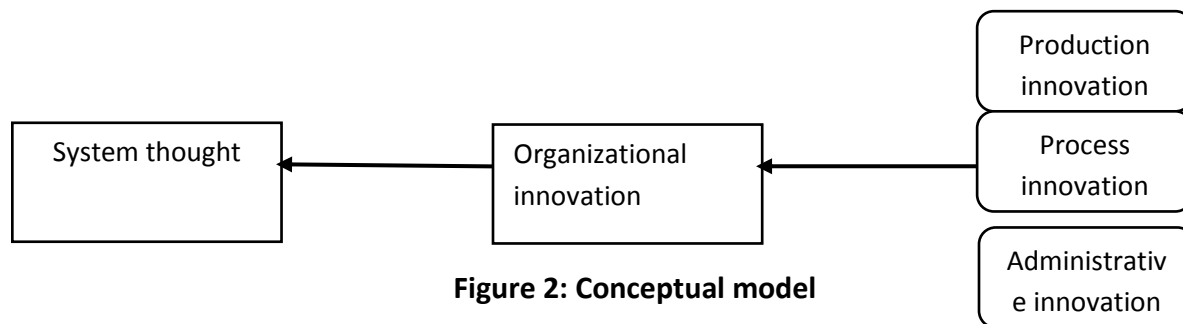 Production
innovation
System thought
Organizational
innovation
Process
innovation
Administrativ
e innovation
Figure 2: Conceptual model